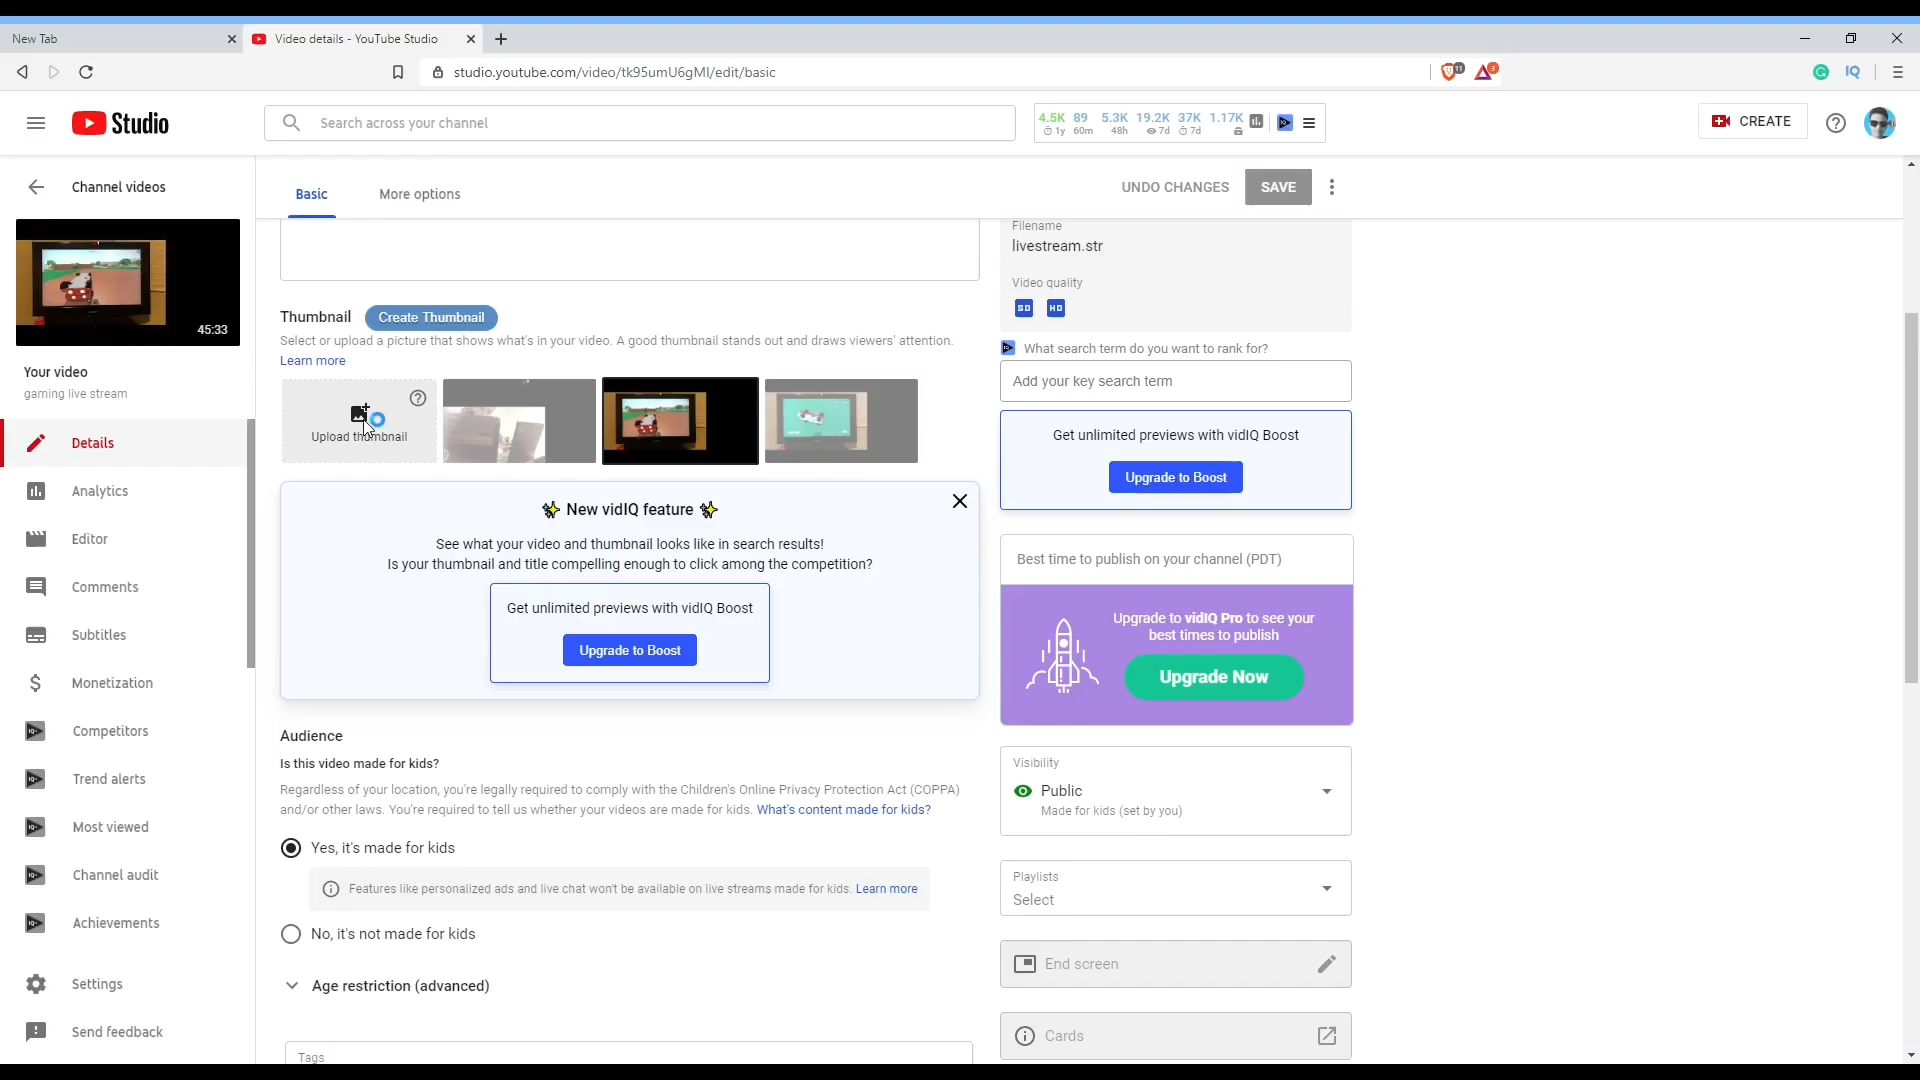 New Tab
Video details - YouTube Studio
studio.youtube.com/video/tk95umU6gMI/edit/basic
11
3
IQ
Studio
Search across your channel
4.5K 89 5.3K 19.2K 37K 1.17K
1y 60m 48h 7d 7d
CREATE
Channel videos
Basic
More options
UNDO CHANGES
SAVE
45:33
Your video
gaming live stream
Details
Analytics
Editor
Comments
Subtitles
Monetization
Competitors
Trend alerts
Most viewed
Channel audit
Achievements
Settings
Send feedback
Thumbnail
Create Thumbnail
Select or upload a picture that shows what's in your video. A good thumbnail stands out and draws viewers' attention.
Learn more
Upload thumbnail
New vidIQ feature
See what your video and thumbnail looks like in search results!
Is your thumbnail and title compelling enough to click among the competition?
Get unlimited previews with vidIQ Boost
Upgrade to Boost
Audience
Is this video made for kids?
Regardless of your location, you're legally required to comply with the Children's Online Privacy Protection Act (COPPA)
and/or other laws. You're required to tell us whether your videos are made for kids. What's content made for kids?
Yes, it's made for kids
Features like personalized ads and live chat won't be available on live streams made for kids. Learn more
No, it's not made for kids
Age restriction (advanced)
Tags
Filename
livestream.str
Video quality
SD HD
What search term do you want to rank for?
Add your key search term
Get unlimited previews with vidIQ Boost
Upgrade to Boost
Best time to publish on your channel (PDT)
Upgrade to vidIQ Pro to see your
best times to publish
Upgrade Now
Visibility
Public
Made for kids (set by you)
Playlists
Select
End screen
Cards